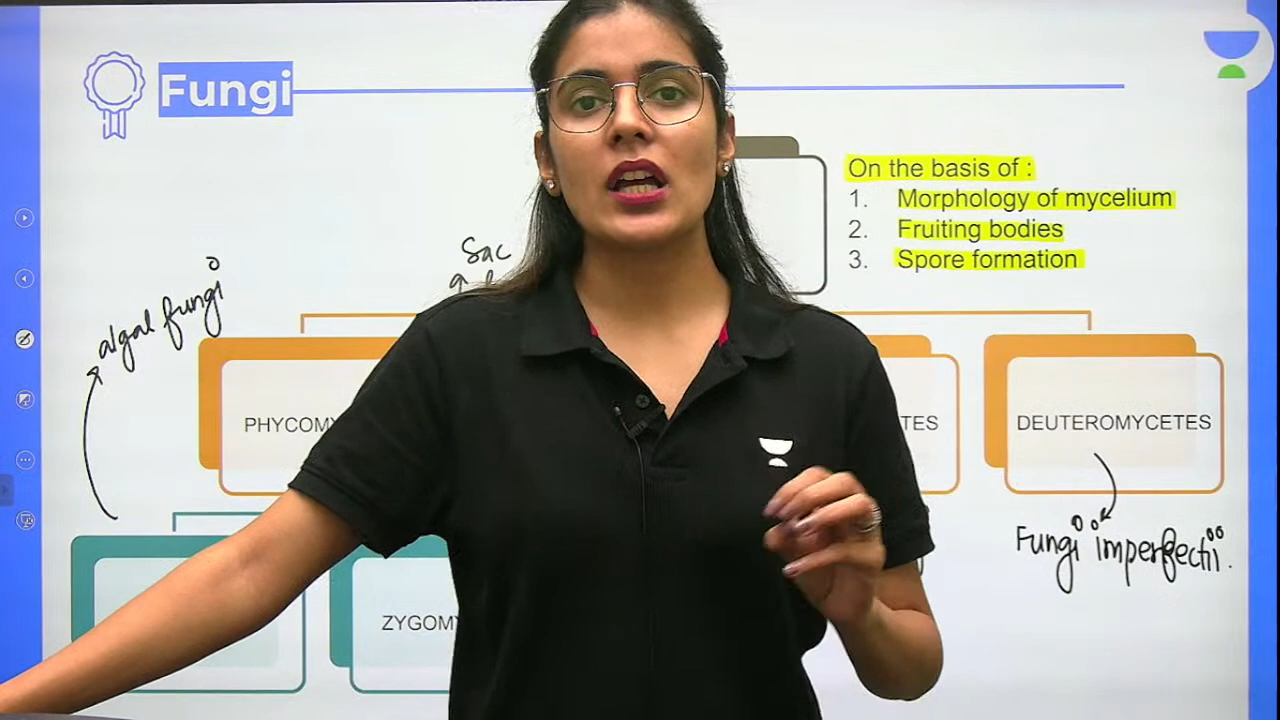 Fungi
On the basis of :
1. Morphology of mycelium
2. Fruiting bodies
3. Spore formation
Sac
algal fungi
PHYCOMY
TES
DEUTEROMYCETES
Fungi imperfectii.
ZYGOMY